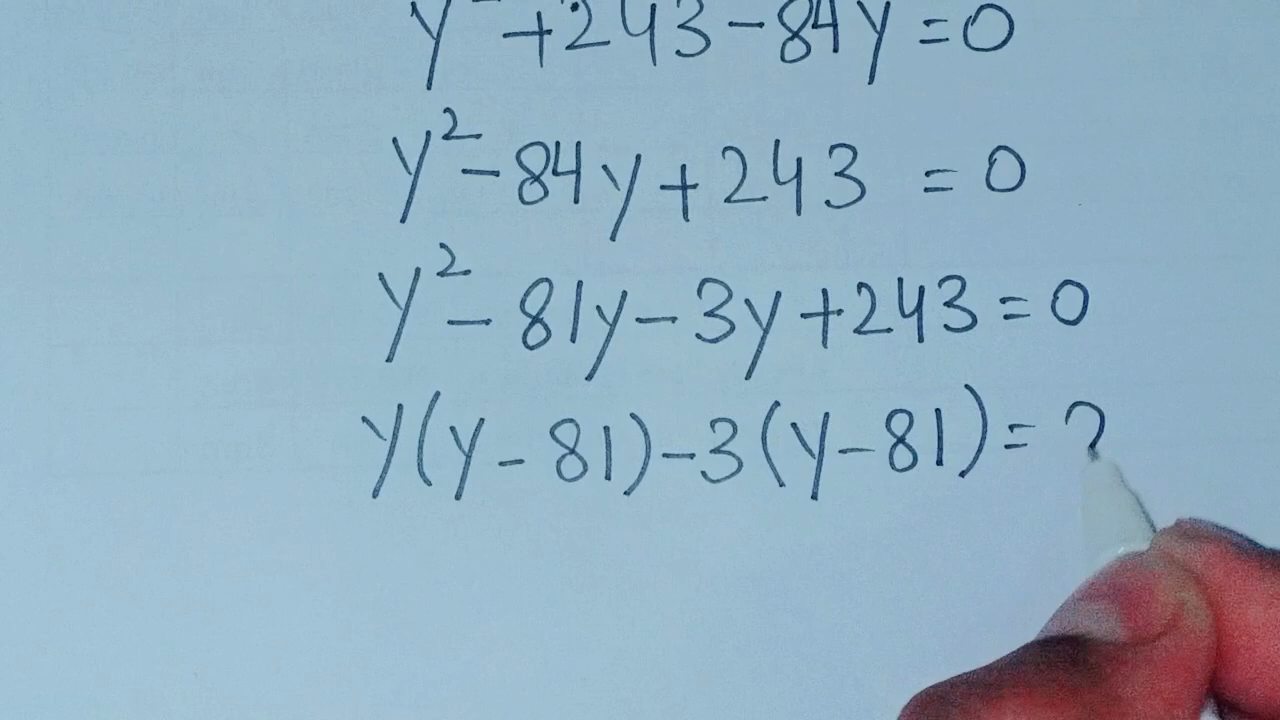 y² + 243 - 84y = 0
y² - 84y + 243 = 0
y² - 81y - 3y + 243 = 0
y(y - 81) - 3(y - 81) = ?